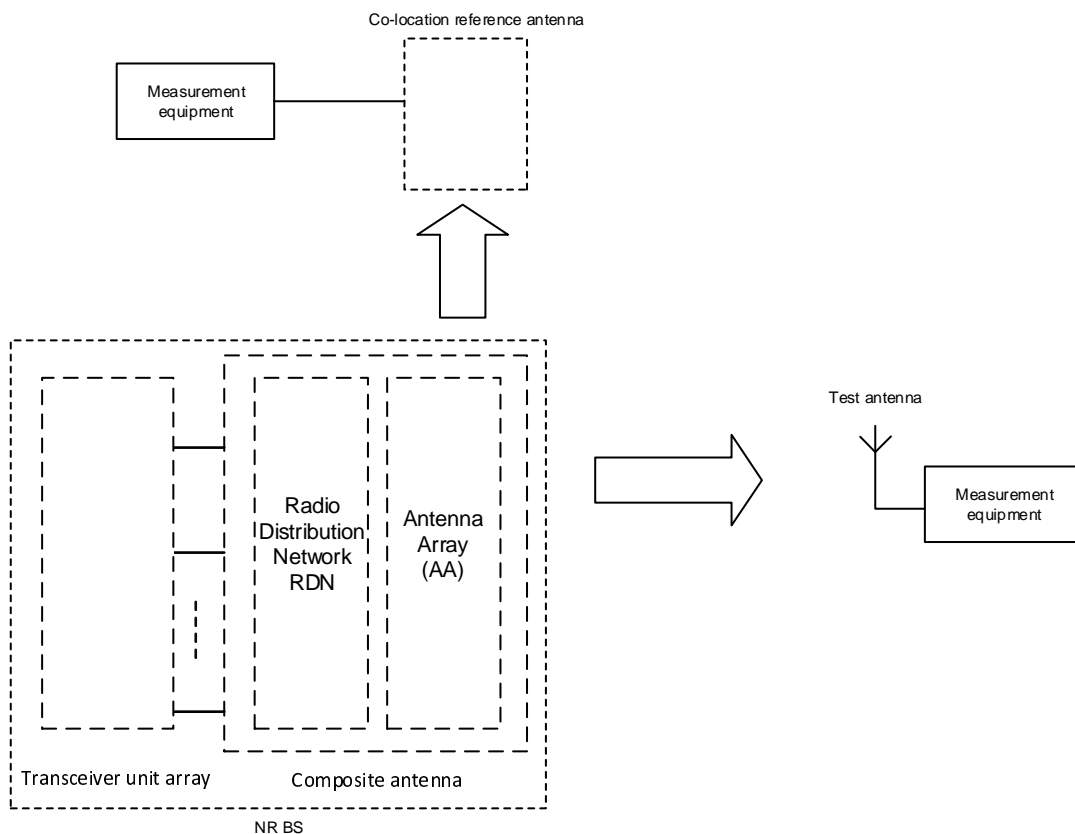 Co-location reference antenna
Measurement
equipment
Test antenna
Measurement
equipment
Radio
Distribution
Network
RDN
Antenna
Array
(AA)
Transceiver unit array
Composite antenna
NR BS